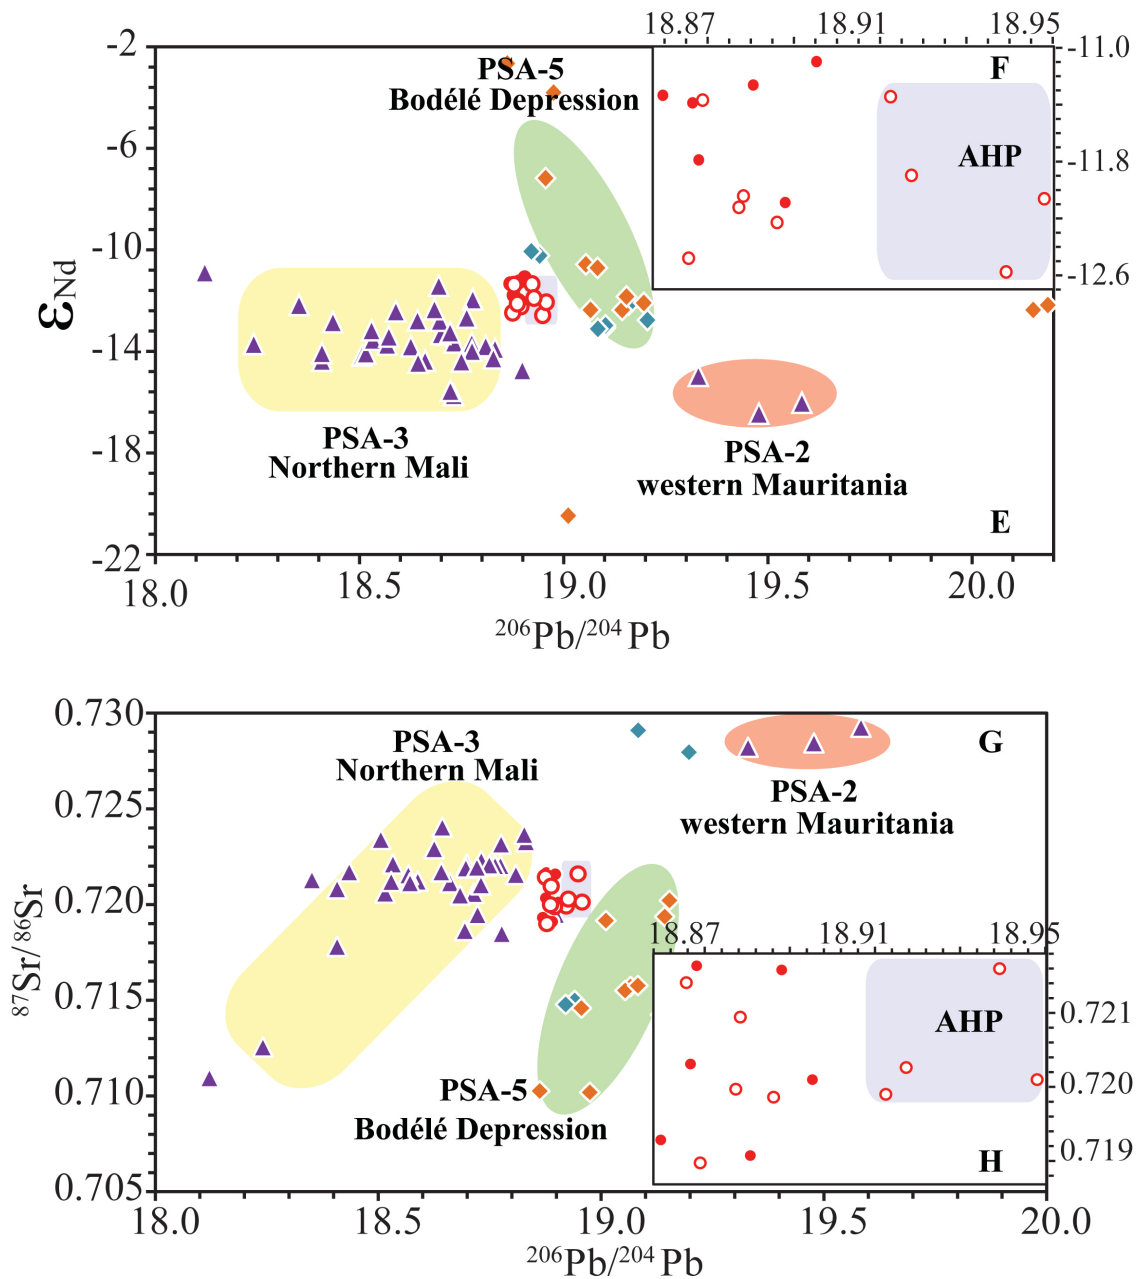 18.87 18.91 18.95
-2
PSA-5
Bodélé Depression
F
-11.0
-6
AHP
-11.8
-10
-12.6
εNd
-14
PSA-3
Northern Mali
-18
PSA-2
western Mauritania
E
-22
18.0 18.5 19.0 19.5 20.0
206Pb/204 Pb
0.730
PSA-3
Northern Mali
G
PSA-2
western Mauritania
0.725
0.720
87Sr/86Sr
18.87 18.91 18.95
0.715
AHP
0.721
0.710
PSA-5
Bodélé Depression
0.720
H
0.719
0.705
18.0 18.5 19.0 19.5 20.0
206Pb/204 Pb